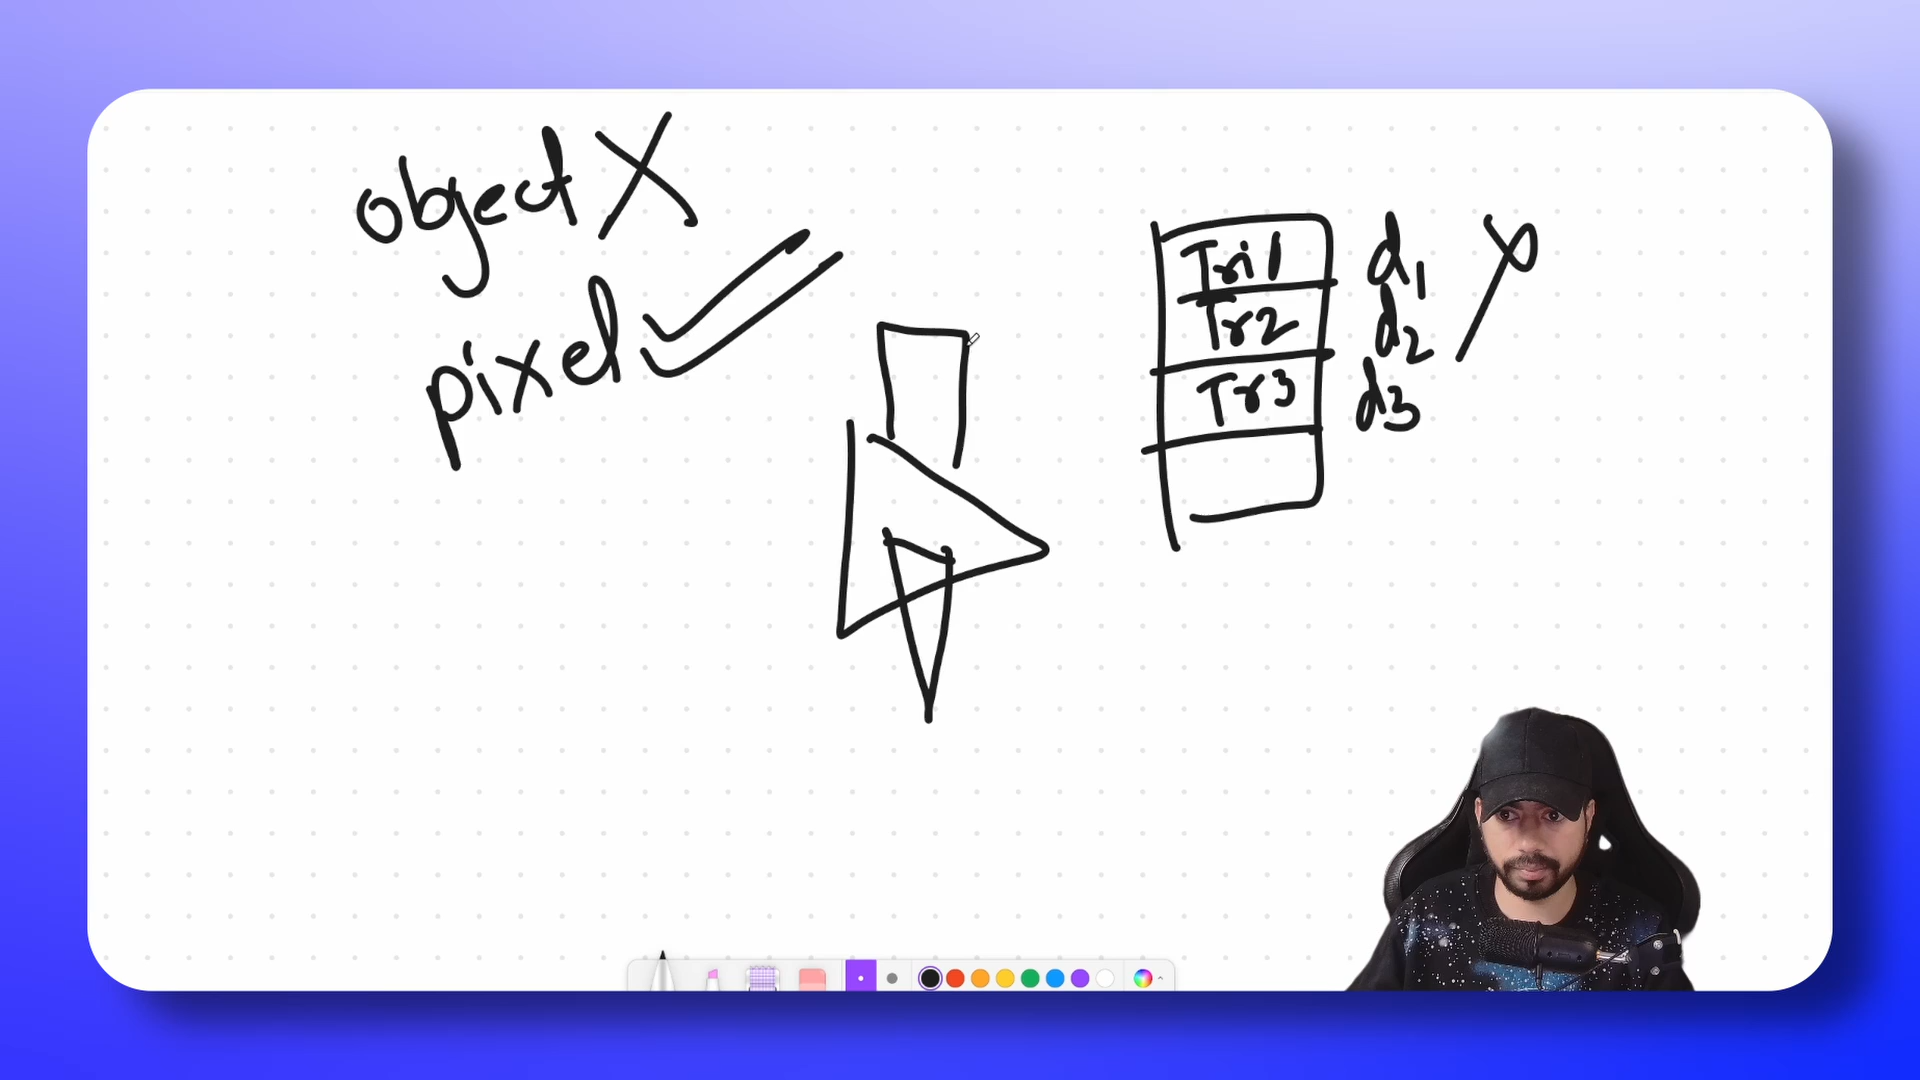 object X
pixel
Tri1 d1
Tr2 d2
Tr3 d3